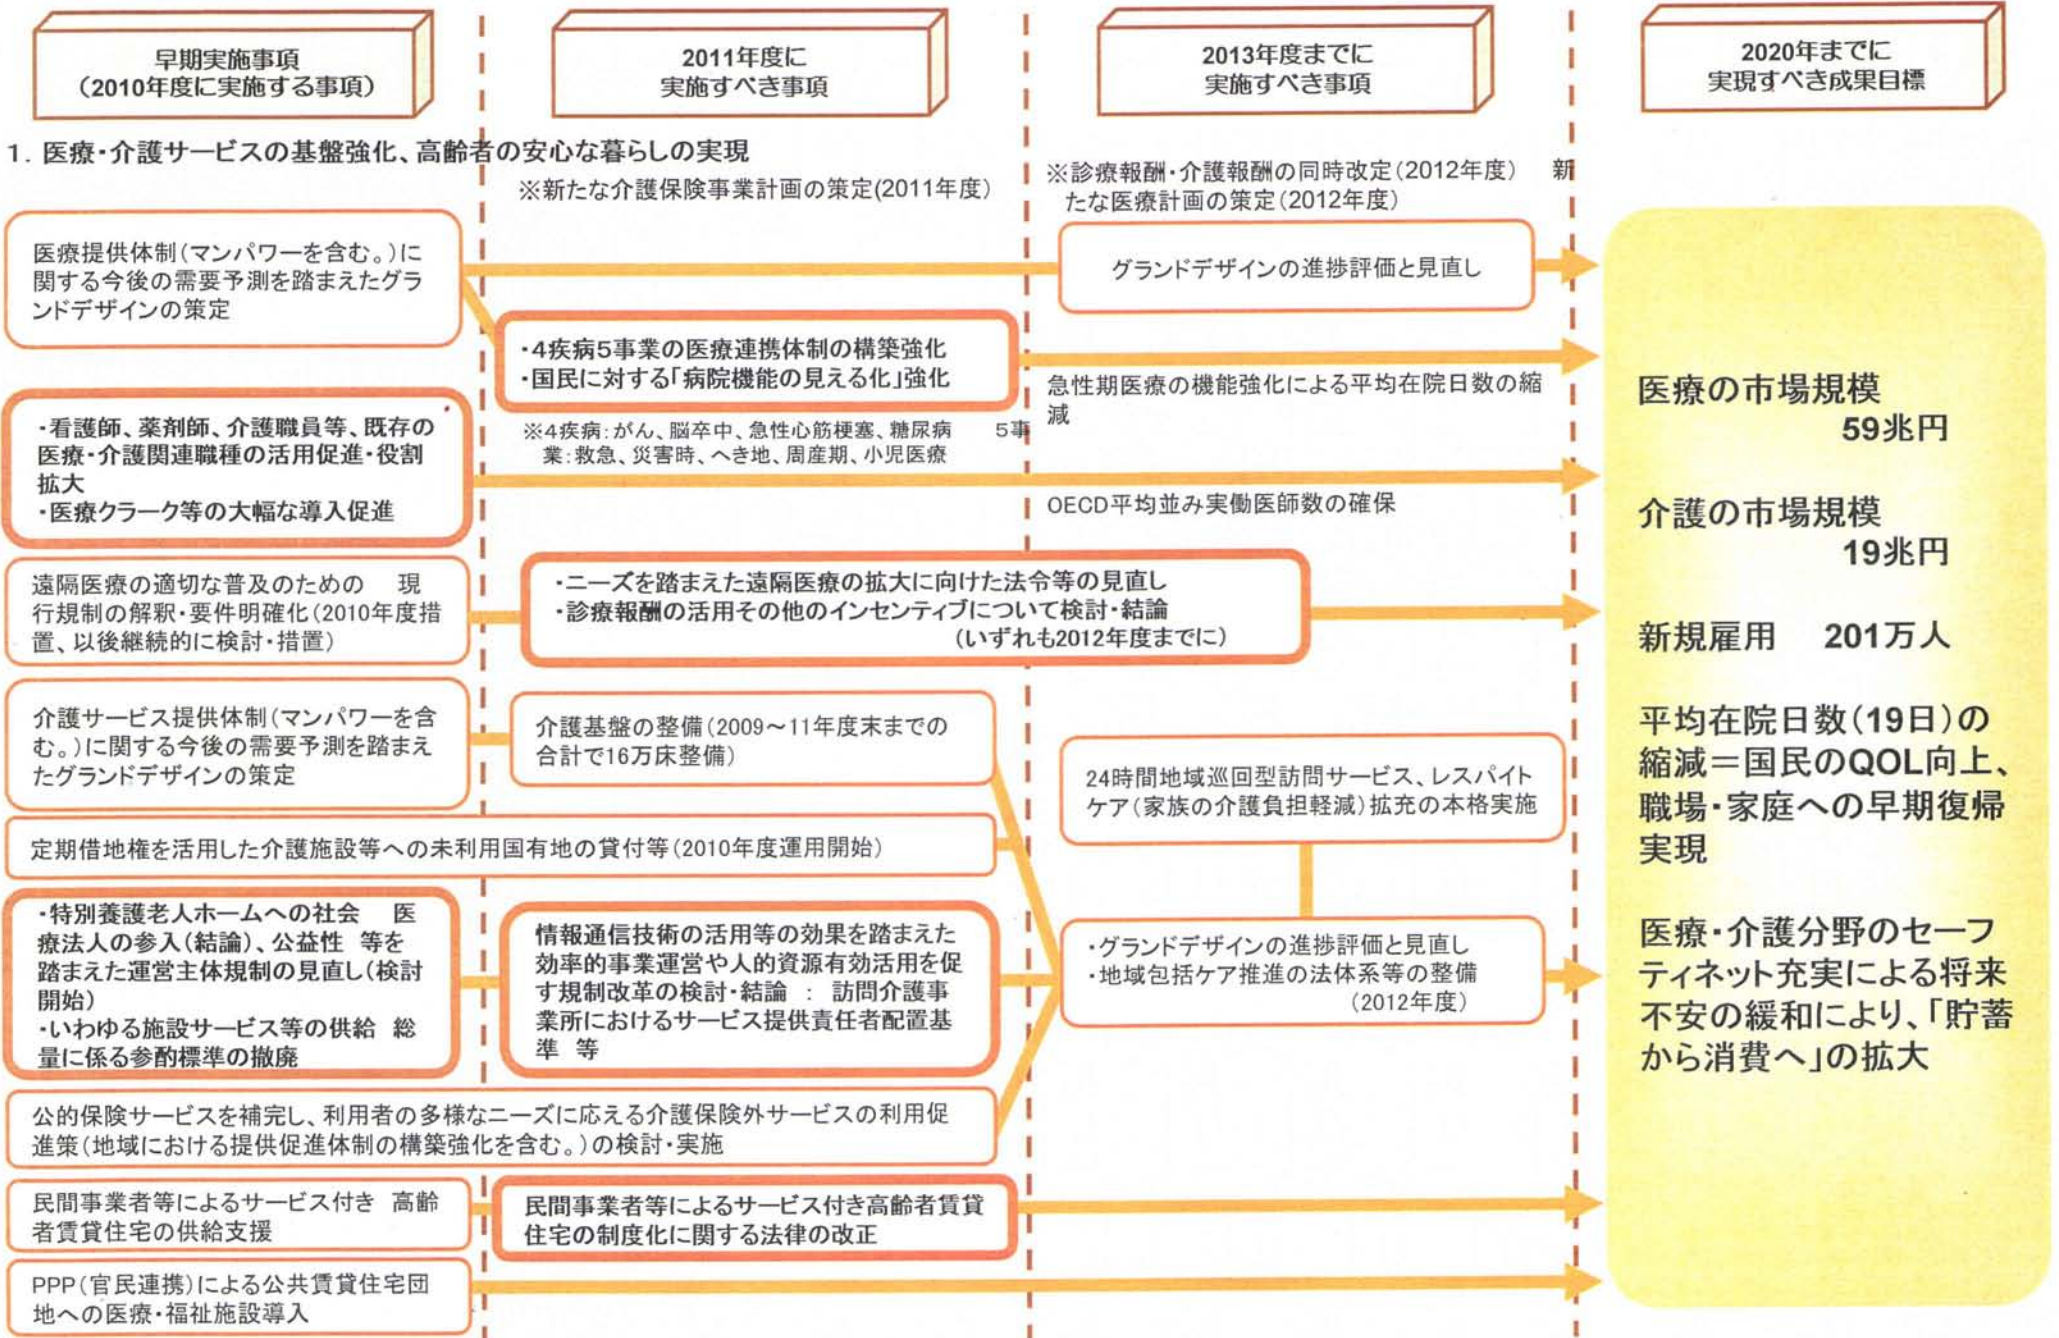 早期実施事項
（2010年度に実施する事項）
2011年度に
実施すべき事項
2013年度までに
実施すべき事項
2020年までに
実現すべき成果目標
1．医療・介護サービスの基盤強化、高齢者の安心な暮らしの実現
※新たな介護保険事業計画の策定(2011年度)
※診療報酬・介護報酬の同時改定(2012年度)　新
たな医療計画の策定(2012年度)
医療提供体制(マンパワーを含む。)に
関する今後の需要予測を踏まえたグラ
ンドデザインの策定
グランドデザインの進捗評価と見直し
・4疾病5事業の医療連携体制の構築強化
・国民に対する「病院機能の見える化」強化
急性期医療の機能強化による平均在院日数の縮
減
※4疾病：がん、脳卒中、急性心筋梗塞、糖尿病　5事
業：救急、災害時、へき地、周産期、小児医療
・看護師、薬剤師、介護職員等、既存の
医療・介護関連職種の活用促進・役割
拡大
・医療クラーク等の大幅な導入促進
OECD平均並み実働医師数の確保
遠隔医療の適切な普及のための　現
行規制の解釈・要件明確化(2010年度措
置、以後継続的に検討・措置)
・ニーズを踏まえた遠隔医療の拡大に向けた法令等の見直し
・診療報酬の活用その他のインセンティブについて検討・結論
(いずれも2012年度までに)
介護サービス提供体制(マンパワーを含
む。)に関する今後の需要予測を踏まえ
たグランドデザインの策定
介護基盤の整備(2009～11年度末までの
合計で16万床整備)
24時間地域巡回型訪問サービス、レスパイト
ケア(家族の介護負担軽減)拡充の本格実施
定期借地権を活用した介護施設等への未利用国有地の貸付等(2010年度運用開始)
・特別養護老人ホームへの社会　医
療法人の参入(結論)、公益性　等を
踏まえた運営主体規制の見直し(検討
開始)
・いわゆる施設サービス等の供給　総
量に係る参酌標準の撤廃
情報通信技術の活用等の効果を踏まえた
効率的事業運営や人的資源有効活用を促
す規制改革の検討・結論　：　訪問介護事
業所におけるサービス提供責任者配置基
準　等
・グランドデザインの進捗評価と見直し
・地域包括ケア推進の法体系等の整備
(2012年度)
公的保険サービスを補完し、利用者の多様なニーズに応える介護保険外サービスの利用促
進策(地域における提供促進体制の構築強化を含む。)の検討・実施
民間事業者等によるサービス付き　高齢
者賃貸住宅の供給支援
民間事業者等によるサービス付き高齢者賃貸
住宅の制度化に関する法律の改正
PPP(官民連携)による公共賃貸住宅団
地への医療・福祉施設導入
医療の市場規模
59兆円
介護の市場規模
19兆円
新規雇用　201万人
平均在院日数(19日)の
縮減＝国民のQOL向上、
職場・家庭への早期復帰
実現
医療・介護分野のセーフ
ティネット充実による将来
不安の緩和により、「貯蓄
から消費へ」の拡大